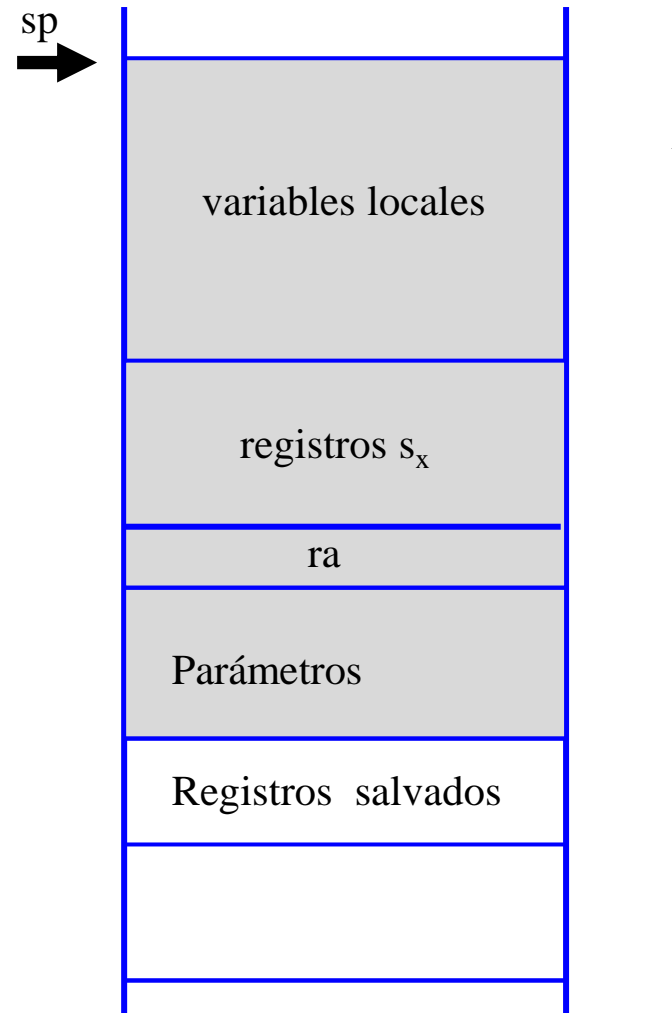 sp
variables locales
registros sx
ra
Parámetros
Registros salvados